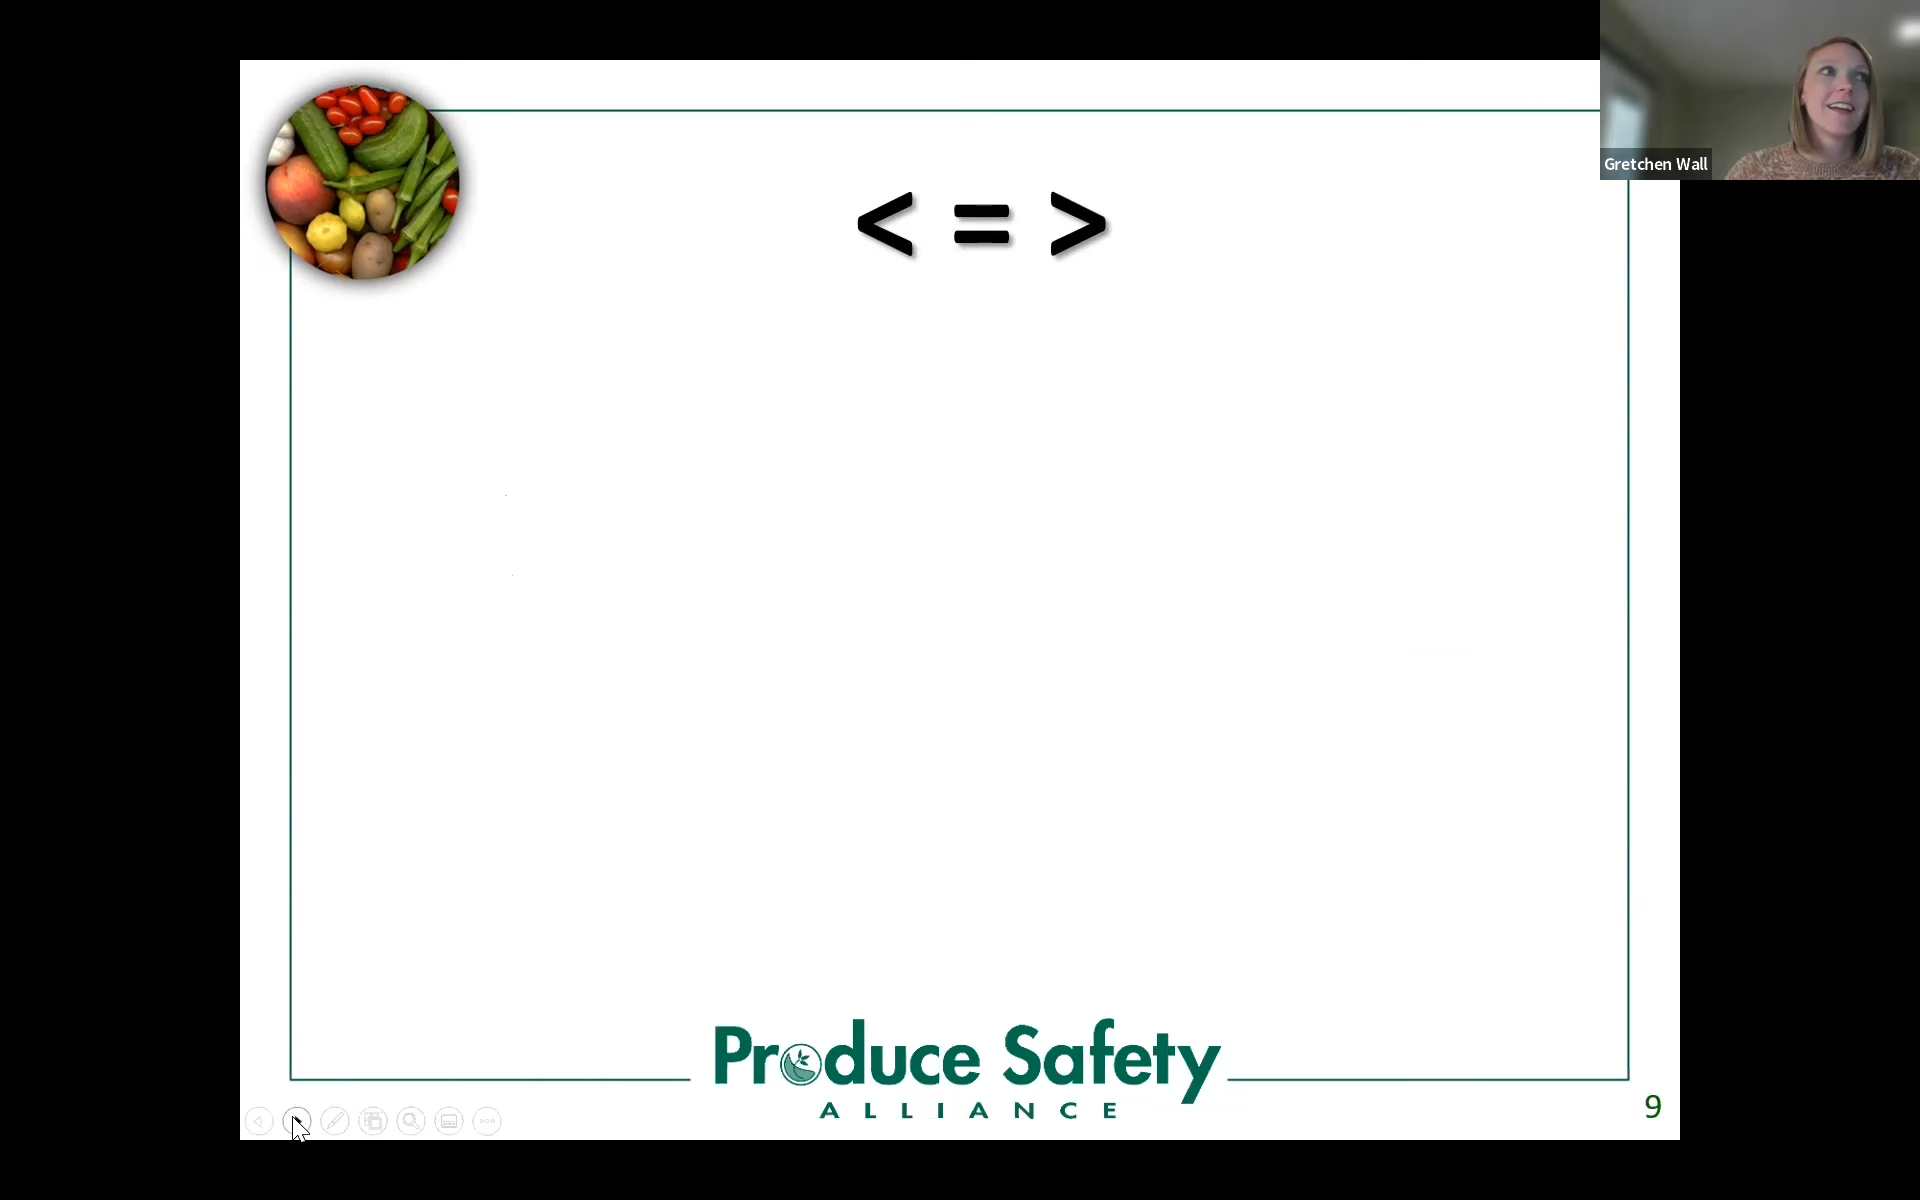 Gretchen Wall
< = >
Produce Safety
ALLIANCE
9